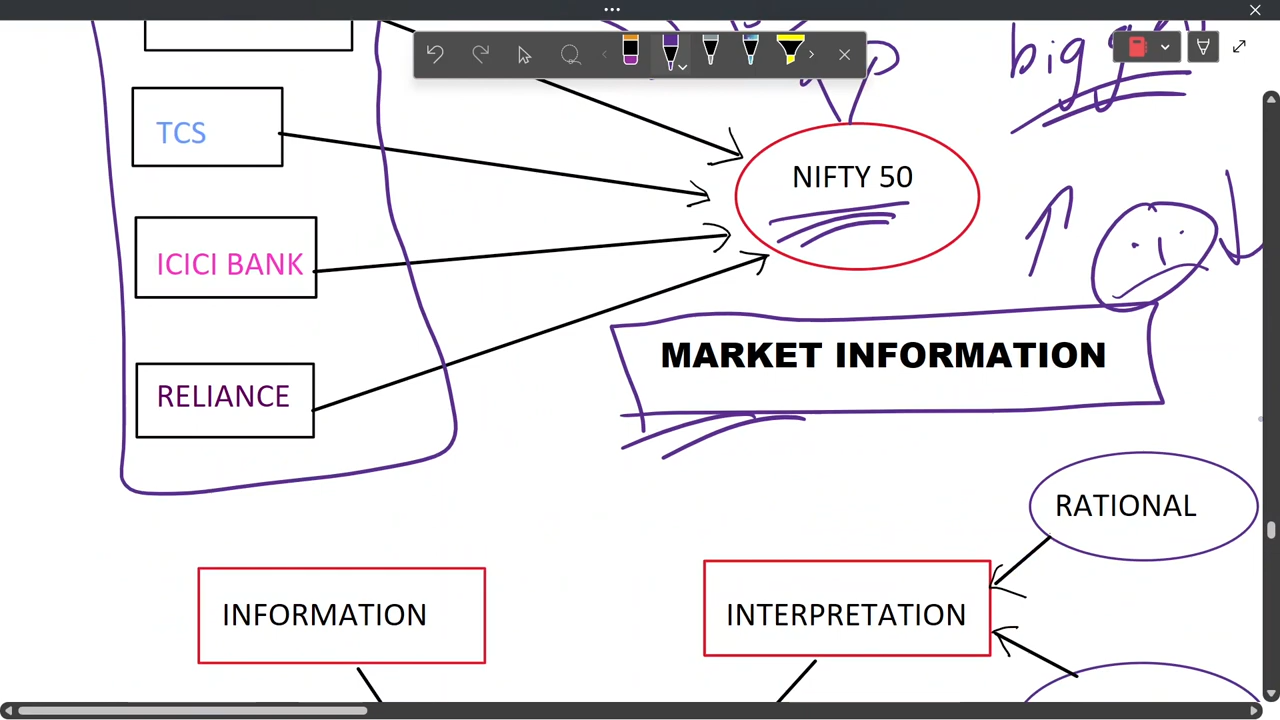 big
TCS
NIFTY 50
ICICI BANK
MARKET INFORMATION
RELIANCE
RATIONAL
INFORMATION
INTERPRETATION